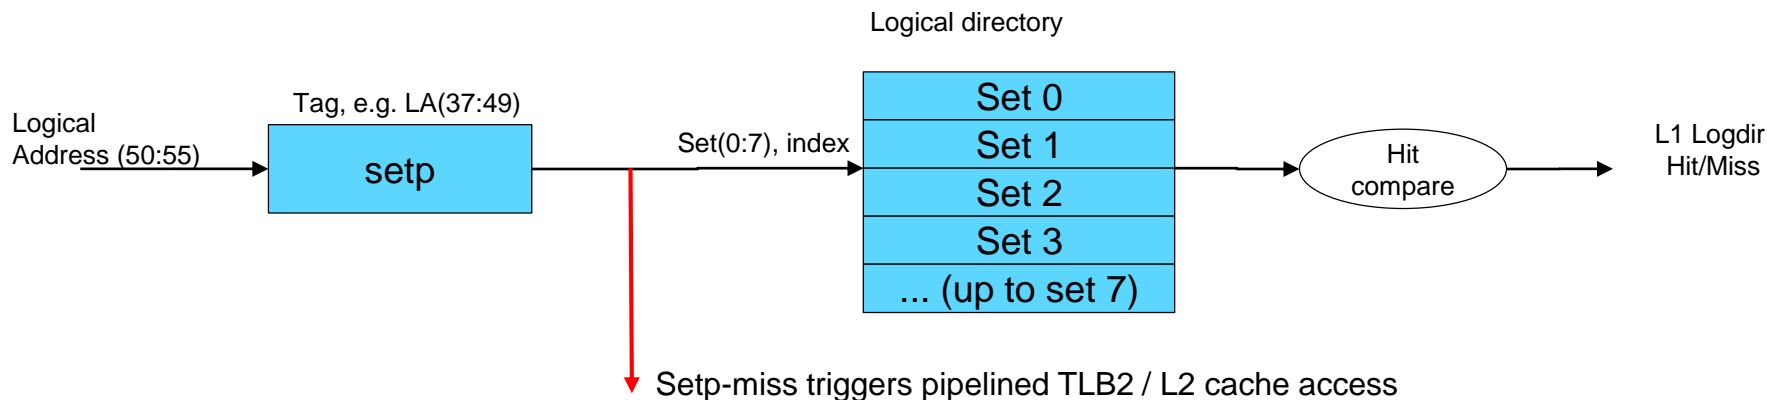 Logical directory
Tag, e.g. LA(37:49)
Logical
Address (50:55)
setp
Set(0:7), index
Set 0
Set 1
Set 2
Set 3
... (up to set 7)
Hit
compare
L1 Logdir
Hit/Miss
Setp-miss triggers pipelined TLB2 / L2 cache access